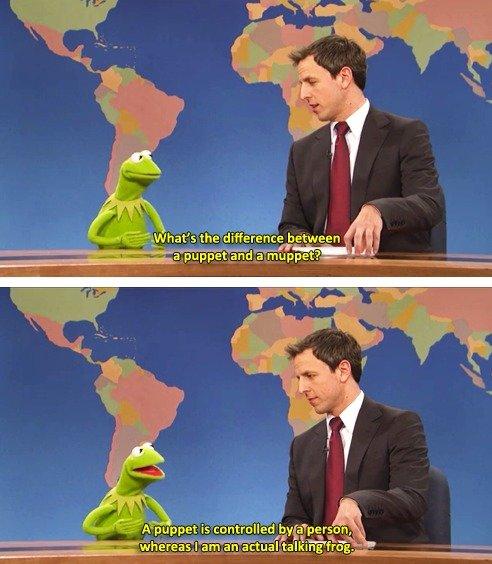 What's the difference between
a puppet and a muppet?
A puppet is controlled by a person,
whereas I am an actual talking frog.